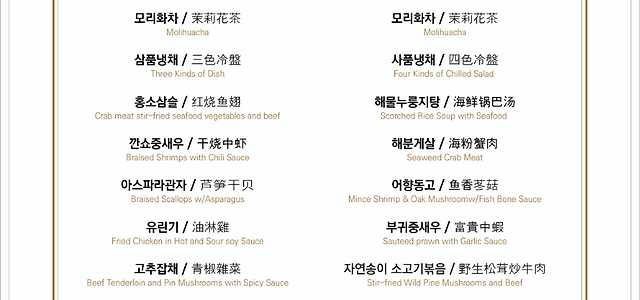 모리화차 / 茉莉花茶
Molihuacha
삼품냉채 / 三色冷盤
Three Kinds of Dish
홍소삼슬 / 红烧鱼翅
Crab meat stir-fried seafood vegetables and beef
깐쇼중새우 / 干烧中虾
Braised Shrimps with Chili Sauce
아스파라관자 / 芦笋干贝
Braised Scallops w/Asparagus
유린기 / 油淋雞
Fried Chicken in Hot and Sour soy Sauce
고추잡채 / 青椒雜菜
Beef Tenderloin and Pin Mushrooms with Spicy Sauce
모리화차 / 茉莉花茶
Molihuacha
사품냉채 / 四色冷盤
Four Kinds of Chilled Salad
해물누룽지탕 / 海鲜锅巴汤
Scorched Rice Soup with Seafood
해분게살 / 海粉蟹肉
Seaweed Crab Meat
어향동고 / 鱼香冬菇
Mince Shrimp & Oak Mushroomw/Fish Bone Sauce
부귀중새우 / 富貴中蝦
Sauteed prawn with Garlic Sauce
자연송이 소고기볶음 / 野生松茸炒牛肉
Stir-fried Wild Pine Mushrooms and Beef